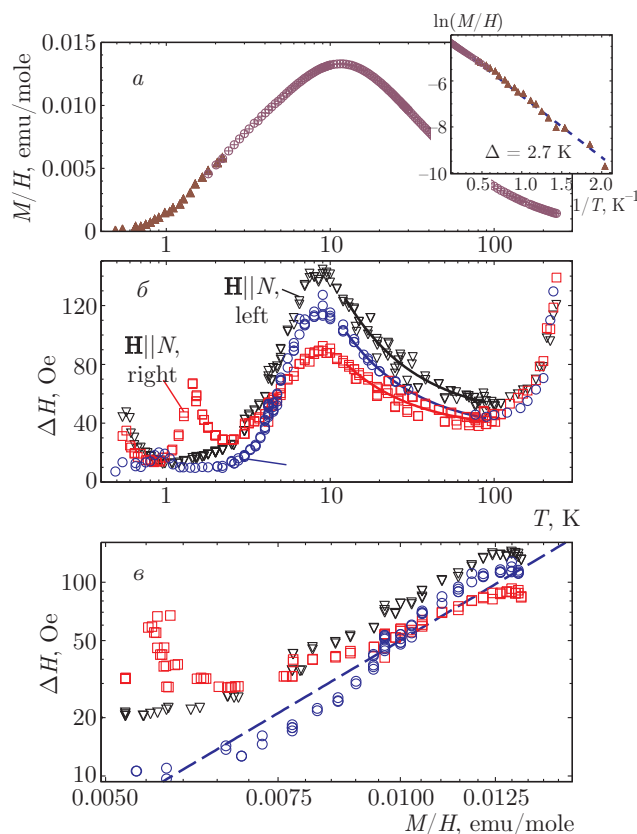 ln(M/H)
0.015
a
0.010
0.005
0
M/H, emu/mole
−6
−8
−10
Δ = 2.7 K
0.5 1.0 1.5 2.0
1/T, K⁻¹
1 10 100
б
H||N,
left
H||N,
right
120
80
40
0
ΔH, Oe
1 10 100
T, K
в
100
50
20
10
ΔH, Oe
0.0050 0.0075 0.0100 0.0125
M/H, emu/mole